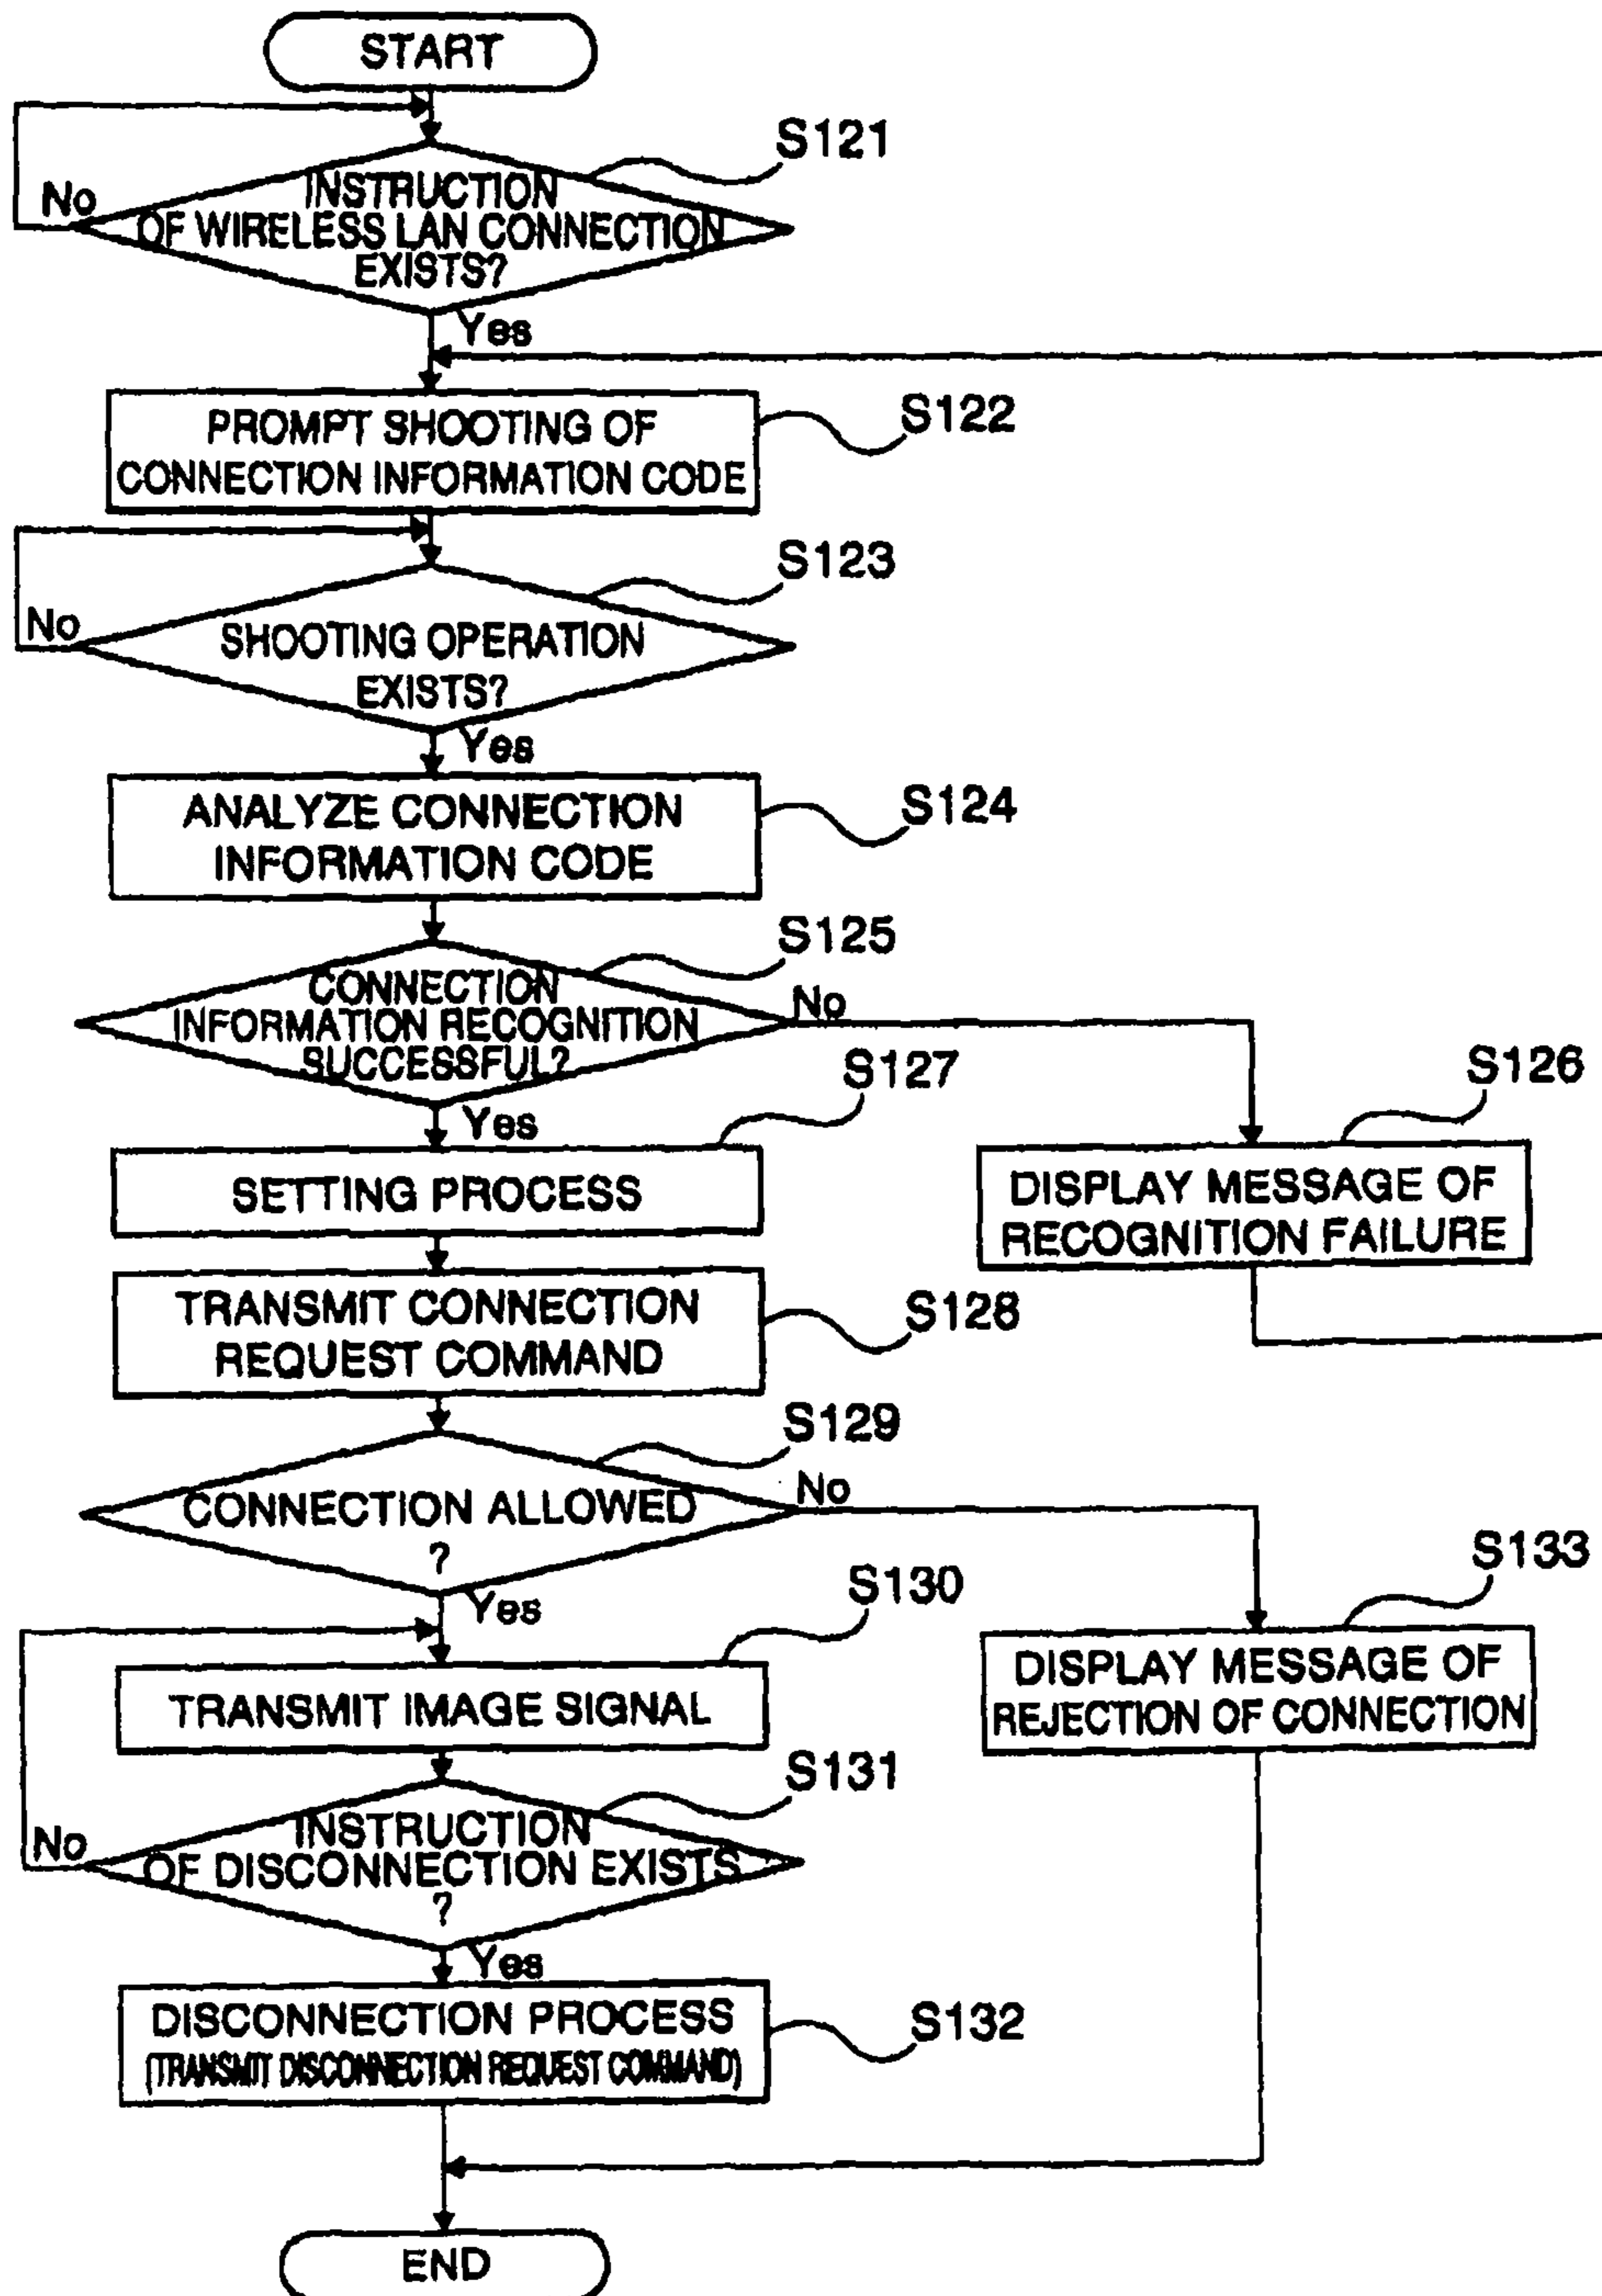 START
S121
No
INSTRUCTION
OF WIRELESS LAN CONNECTION
EXISTS?
Yes
PROMPT SHOOTING OF
CONNECTION INFORMATION CODE
S122
S123
No
SHOOTING OPERATION
EXISTS?
Yes
ANALYZE CONNECTION
INFORMATION CODE
S124
S125
CONNECTION
INFORMATION RECOGNITION
SUCCESSFUL?
No
Yes
S127
S126
SETTING PROCESS
DISPLAY MESSAGE OF
RECOGNITION FAILURE
TRANSMIT CONNECTION
REQUEST COMMAND
S128
S129
CONNECTION ALLOWED
?
No
Yes
S130
S133
TRANSMIT IMAGE SIGNAL
DISPLAY MESSAGE OF
REJECTION OF CONNECTION
S131
No
INSTRUCTION
OF DISCONNECTION EXISTS
?
Yes
DISCONNECTION PROCESS
(TRANSMIT DISCONNECTION REQUEST COMMAND)
S132
END